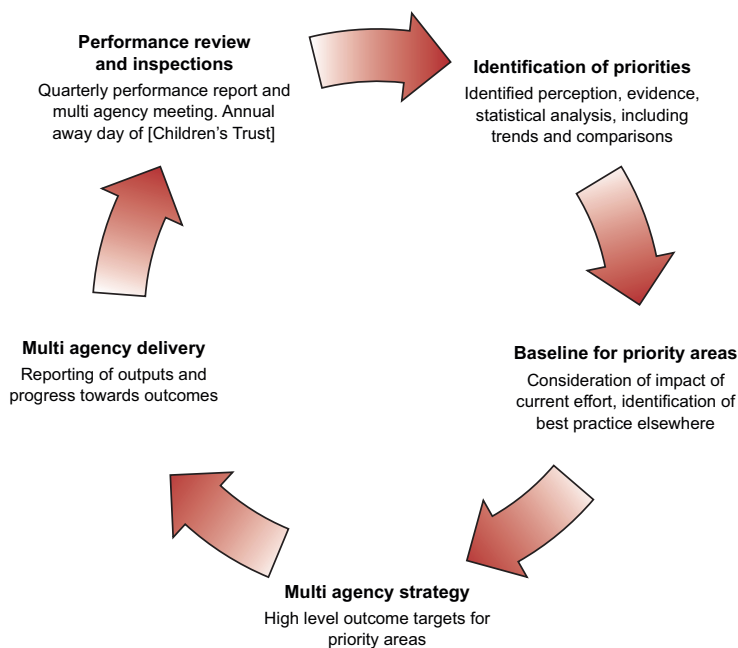 Performance review
and inspections
Quarterly performance report and
multi agency meeting. Annual
away day of [Children’s Trust]
Identification of priorities
Identified perception, evidence,
statistical analysis, including
trends and comparisons
Baseline for priority areas
Consideration of impact of
current effort, identification of
best practice elsewhere
Multi agency strategy
High level outcome targets for
priority areas
Multi agency delivery
Reporting of outputs and
progress towards outcomes